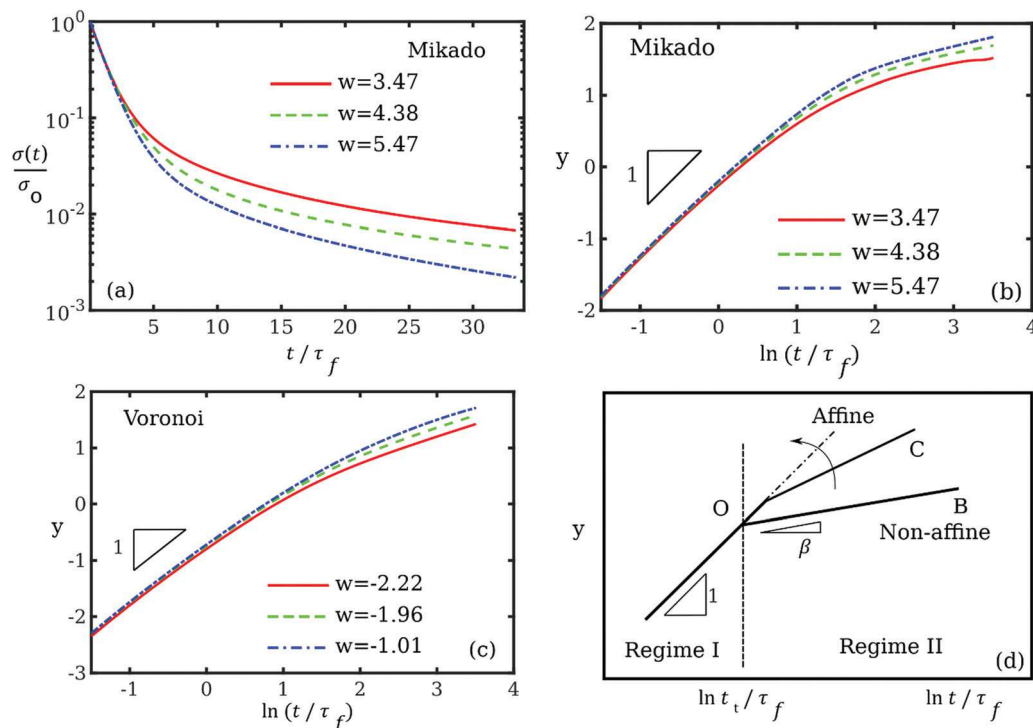 10⁰
10⁻¹
10⁻²
10⁻³
σ(t)
σo
Mikado
w=3.47
w=4.38
w=5.47
(a)
5 10 15 20 25 30
t / τf
2
1
0
-1
2
y
Mikado
1
w=3.47
w=4.38
w=5.47
(b)
-1 0 1 2 3 4
ln (t / τf)
2
1
0
-1
-2
-3
y
Voronoi
1
w=-2.22
w=-1.96
w=-1.01
(c)
-1 0 1 2 3 4
ln (t / τf)
y
Affine
C
O
B
Non-affine
β
1
Regime I
Regime II
(d)
ln tt / τf
ln t / τf